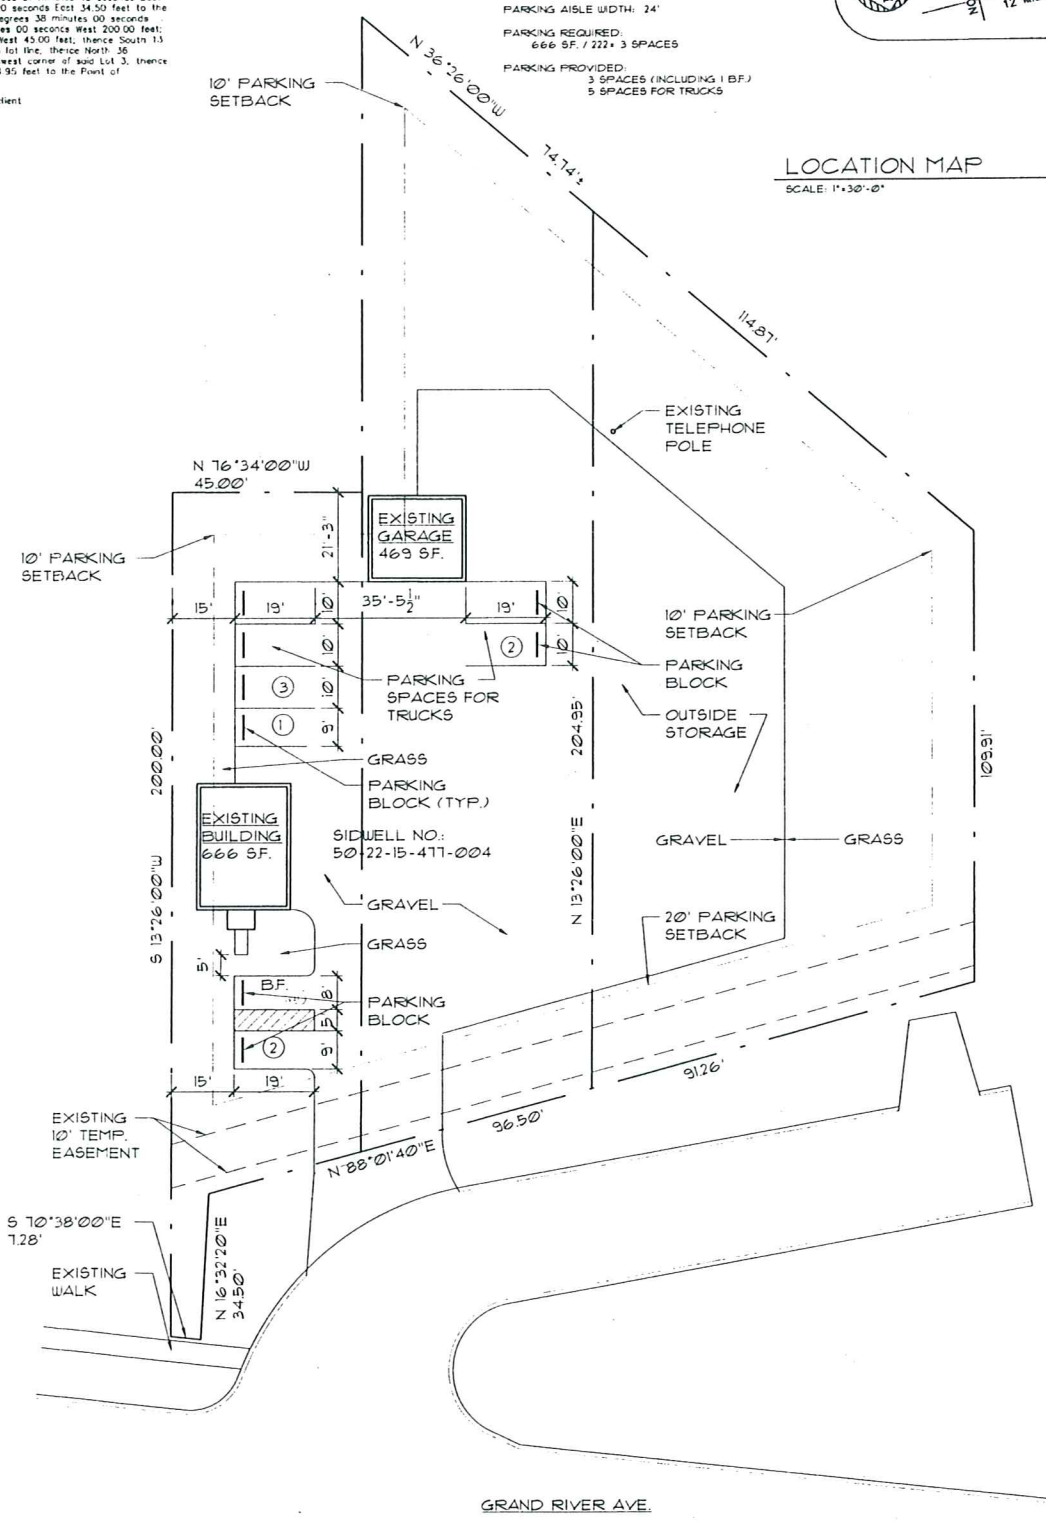 0 seconds East 34.50 feet to the
egrees 38 minutes 00 seconds
es 00 seconds West 200.00 feet;
West 45.00 feet; thence South 13
lot line; thence North 36
west corner of said Lot 3, thence
.95 feet to the Point of
lient
PARKING AISLE WIDTH: 24'
PARKING REQUIRED:
666 S.F. / 222= 3 SPACES
PARKING PROVIDED:
3 SPACES (INCLUDING 1 B.F.)
5 SPACES FOR TRUCKS
12
LOCATION MAP
SCALE: 1"=30'-0"
N 36°26'00"W
74.74'±
114.87'
10' PARKING
SETBACK
EXISTING
TELEPHONE
POLE
N 76°34'00"W
45.00'
21'-3"
EXISTING
GARAGE
469 S.F.
10' PARKING
SETBACK
15'
19'
10'
35'-5½"
19'
10'
10' PARKING
SETBACK
10'
2
10'
PARKING
BLOCK
3
10'
PARKING
SPACES FOR
TRUCKS
OUTSIDE
STORAGE
1
9'
204.95'
109.91'
200.00'
GRASS
PARKING
BLOCK (TYP.)
EXISTING
BUILDING
666 S.F.
SIDWELL NO.:
50-22-15-477-004
GRAVEL
GRASS
S 13°26'00"W
N 13°26'00"E
GRAVEL
20' PARKING
SETBACK
GRASS
5'
B.F.
8'
PARKING
BLOCK
5'
2
9'
15'
19'
91.26'
96.50'
EXISTING
10' TEMP.
EASEMENT
N 88°01'40"E
S 70°38'00"E
7.28'
N 16°32'20"E
34.50'
EXISTING
WALK
GRAND RIVER AVE.